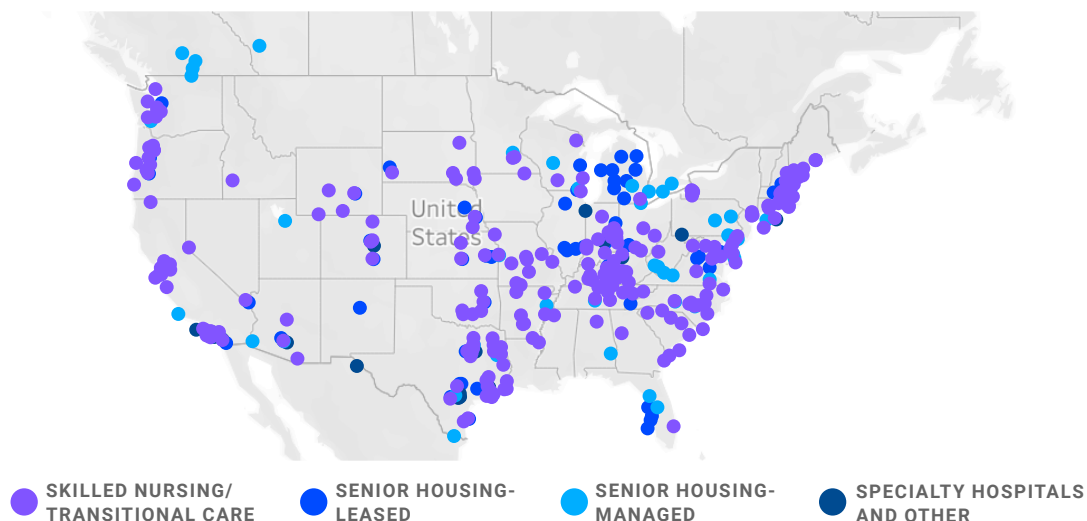 United
States
SKILLED NURSING/
TRANSITIONAL CARE
SENIOR HOUSING-
LEASED
SENIOR HOUSING-
MANAGED
SPECIALTY HOSPITALS
AND OTHER